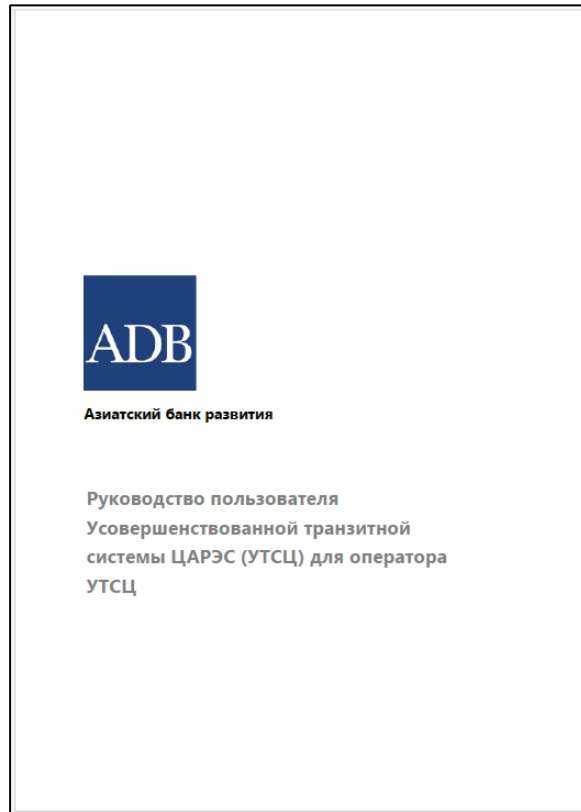 ADB
Азиатский банк развития
Руководство пользователя
Усовершенствованной транзитной
системы ЦАРЭС (УТСЦ) для оператора
УТСЦ